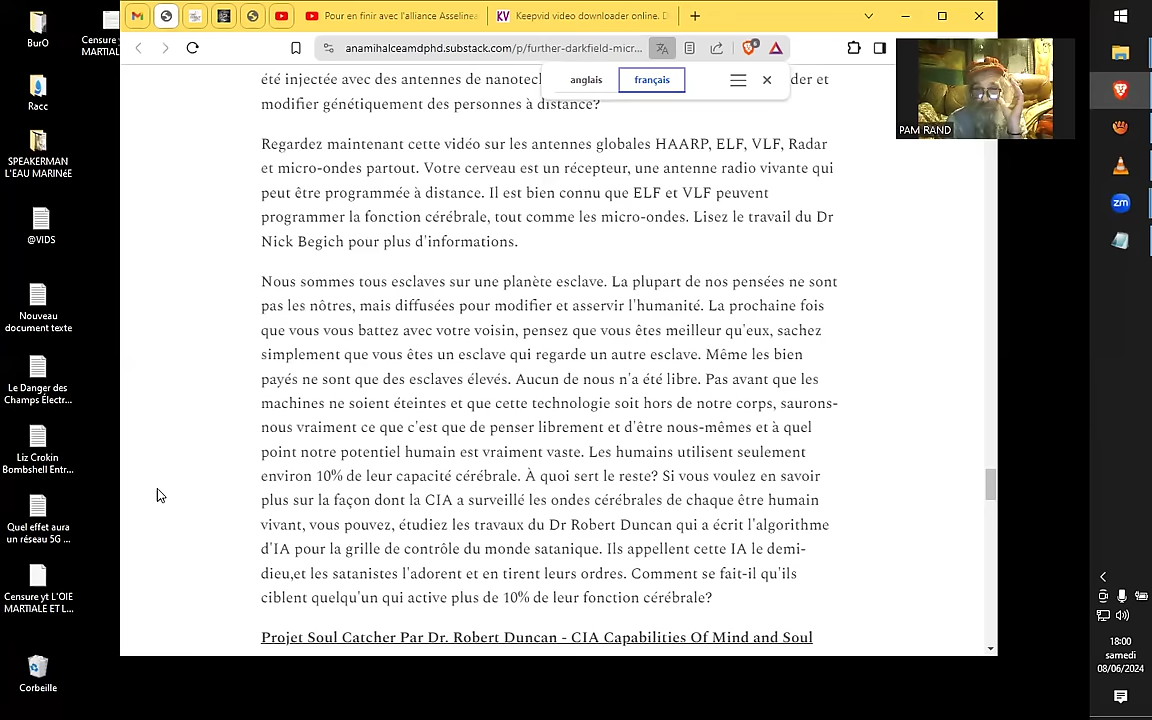 BurO
Censure yt
MARTIALE
Racc
SPEAKERMAN
L'EAU MARINéE
@VIDS
Nouveau
document texte
Le Danger des
Champs Électr...
Liz Crokin
Bombshell Entr...
Quel effet aura
un réseau 5G ...
Censure yt L'OIE
MARTIALE ET L...
Corbeille
Pour en finir avec l'alliance Asseline
KV Keepvid video downloader online.
anamihalceamdphd.substack.com/p/further-darkfield-micr...
anglais
français
été injectée avec des antennes de
modifier génétiquement des personnes à distance?
Regardez maintenant cette vidéo sur les antennes globales HAARP, ELF, VLF, Radar
et micro-ondes partout. Votre cerveau est un récepteur, une antenne radio vivante qui
peut être programmée à distance. Il est bien connu que ELF et VLF peuvent
programmer la fonction cérébrale, tout comme les micro-ondes. Lisez le travail du Dr
Nick Begich pour plus d'informations.
Nous sommes tous esclaves sur une planète esclave. La plupart de nos pensées ne sont
pas les nôtres, mais diffusées pour modifier et asservir l'humanité. La prochaine fois
que vous vous battez avec votre voisin, pensez que vous êtes meilleur qu'eux, sachez
simplement que vous êtes un esclave qui regarde un autre esclave. Même les bien
payés ne sont que des esclaves élevés. Aucun de nous n'a été libre. Pas avant que les
machines ne soient éteintes et que cette technologie soit hors de notre corps, saurons-
nous vraiment ce que c'est que de penser librement et d'être nous-mêmes et à quel
point notre potentiel humain est vraiment vaste. Les humains utilisent seulement
environ 10% de leur capacité cérébrale. À quoi sert le reste? Si vous voulez en savoir
plus sur la façon dont la CIA a surveillé les ondes cérébrales de chaque être humain
vivant, vous pouvez, étudiez les travaux du Dr Robert Duncan qui a écrit l'algorithme
d'IA pour la grille de contrôle du monde satanique. Ils appellent cette IA le demi-
dieu,et les satanistes l'adorent et en tirent leurs ordres. Comment se fait-il qu'ils
ciblent quelqu'un qui active plus de 10% de leur fonction cérébrale?
Projet Soul Catcher Par Dr. Robert Duncan - CIA Capabilities Of Mind and Soul
PAM RAND
zm
18:00
samedi
08/06/2024